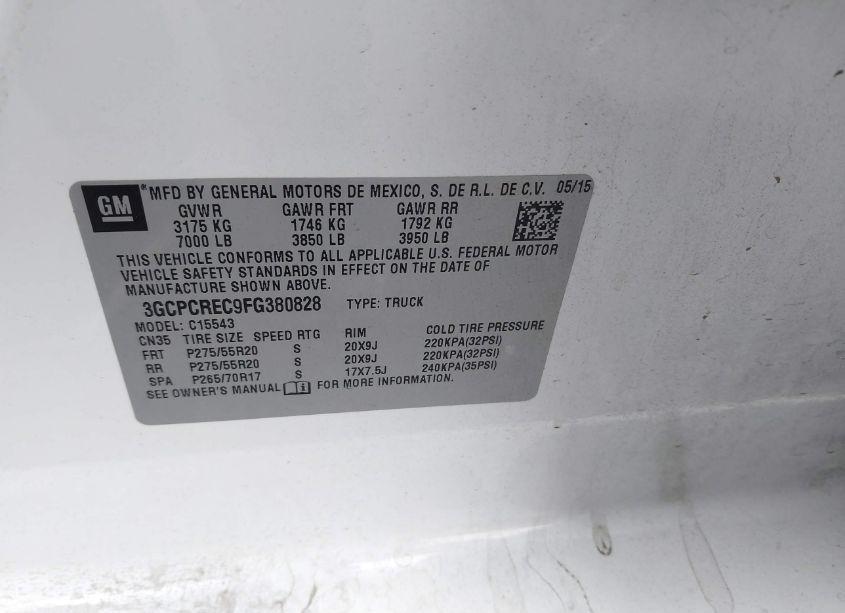 GM ® MFD BY GENERAL MOTORS DE MEXICO, S. DE R.L. DE C.V. 05/15
GVWR GAWR FRT GAWR RR
3175 KG 1746 KG 1792 KG
7000 LB 3850 LB 3950 LB
THIS VEHICLE CONFORMS TO ALL APPLICABLE U.S. FEDERAL MOTOR
VEHICLE SAFETY STANDARDS IN EFFECT ON THE DATE OF
MANUFACTURE SHOWN ABOVE.
3GCPCREC9FG380828 TYPE: TRUCK
MODEL: C15543
CN35 TIRE SIZE SPEED RTG RIM COLD TIRE PRESSURE
FRT P275/55R20 S 20X9J 220KPA(32PSI)
RR P275/55R20 S 20X9J 220KPA(32PSI)
SPA P265/70R17 S 17X7.5J 240KPA(35PSI)
SEE OWNER'S MANUAL FOR MORE INFORMATION.